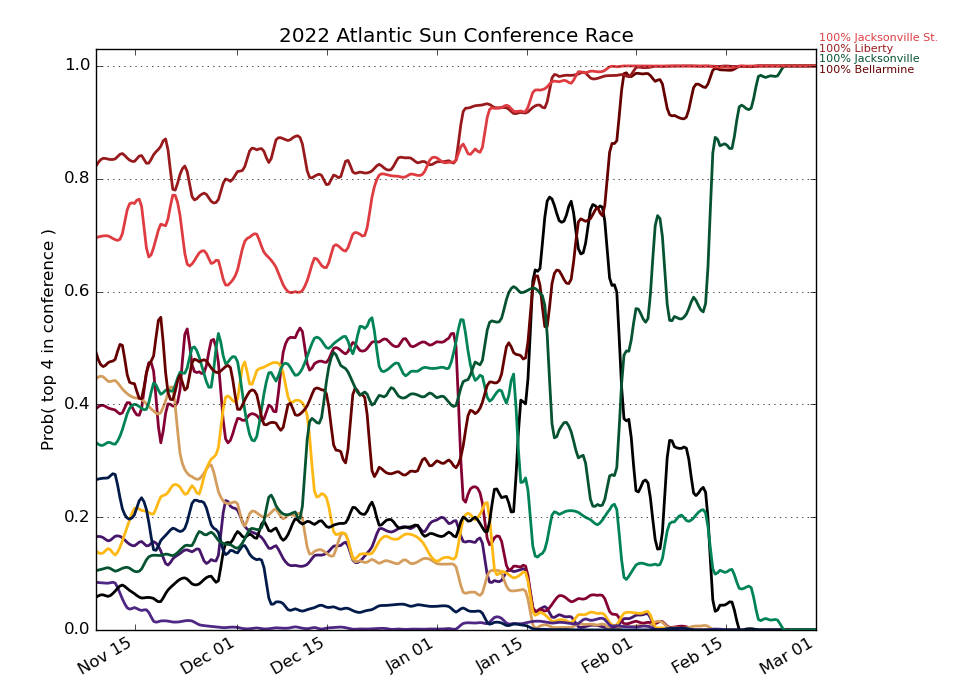 2022 Atlantic Sun Conference Race
100% Jacksonville St.
100% Liberty
100% Jacksonville
100% Bellarmine
Prob( top 4 in conference )
1.0
0.8
0.6
0.4
0.2
0.0
Nov 15
Dec 01
Dec 15
Jan 01
Jan 15
Feb 01
Feb 15
Mar 01